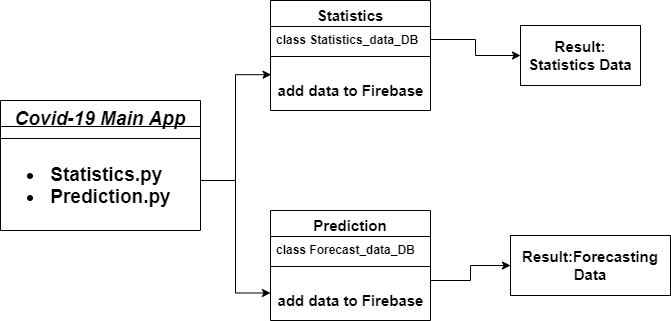 Covid-19 Main App
• Statistics.py
• Prediction.py
Statistics
class Statistics_data_DB
add data to Firebase
Result:
Statistics Data
Prediction
class Forecast_data_DB
add data to Firebase
Result:Forecasting
Data